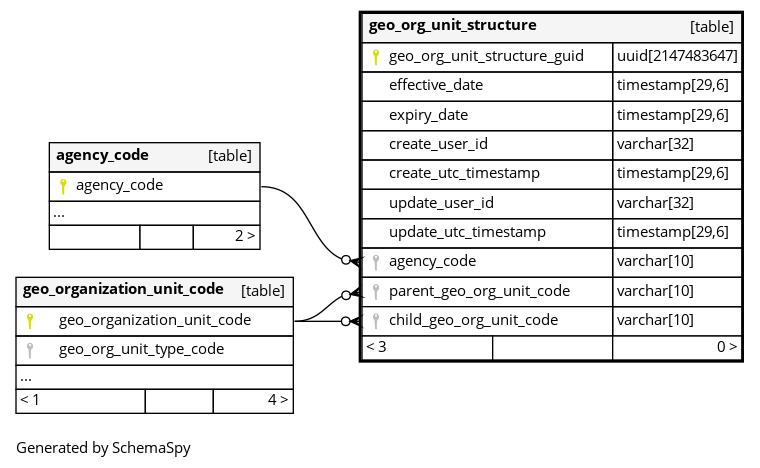 geo_org_unit_structure [table]
geo_org_unit_structure_guid uuid[2147483647]
effective_date timestamp[29,6]
expiry_date timestamp[29,6]
create_user_id varchar[32]
create_utc_timestamp timestamp[29,6]
update_user_id varchar[32]
update_utc_timestamp timestamp[29,6]
agency_code varchar[10]
parent_geo_org_unit_code varchar[10]
child_geo_org_unit_code varchar[10]
< 3 0 >
agency_code [table]
agency_code
...
2 >
geo_organization_unit_code [table]
geo_organization_unit_code
geo_org_unit_type_code
...
< 1 4 >
Generated by SchemaSpy